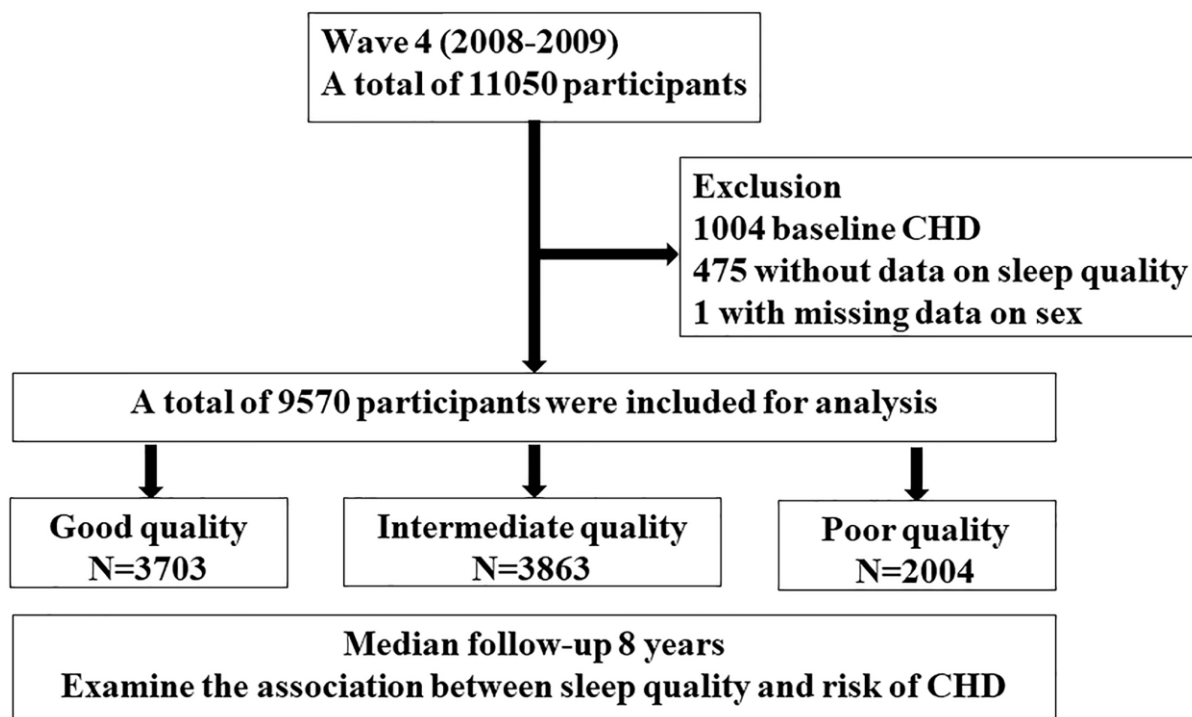 Wave 4 (2008-2009)
A total of 11050 participants
Exclusion
1004 baseline CHD
475 without data on sleep quality
1 with missing data on sex
A total of 9570 participants were included for analysis
Good quality
N=3703
Intermediate quality
N=3863
Poor quality
N=2004
Median follow-up 8 years
Examine the association between sleep quality and risk of CHD